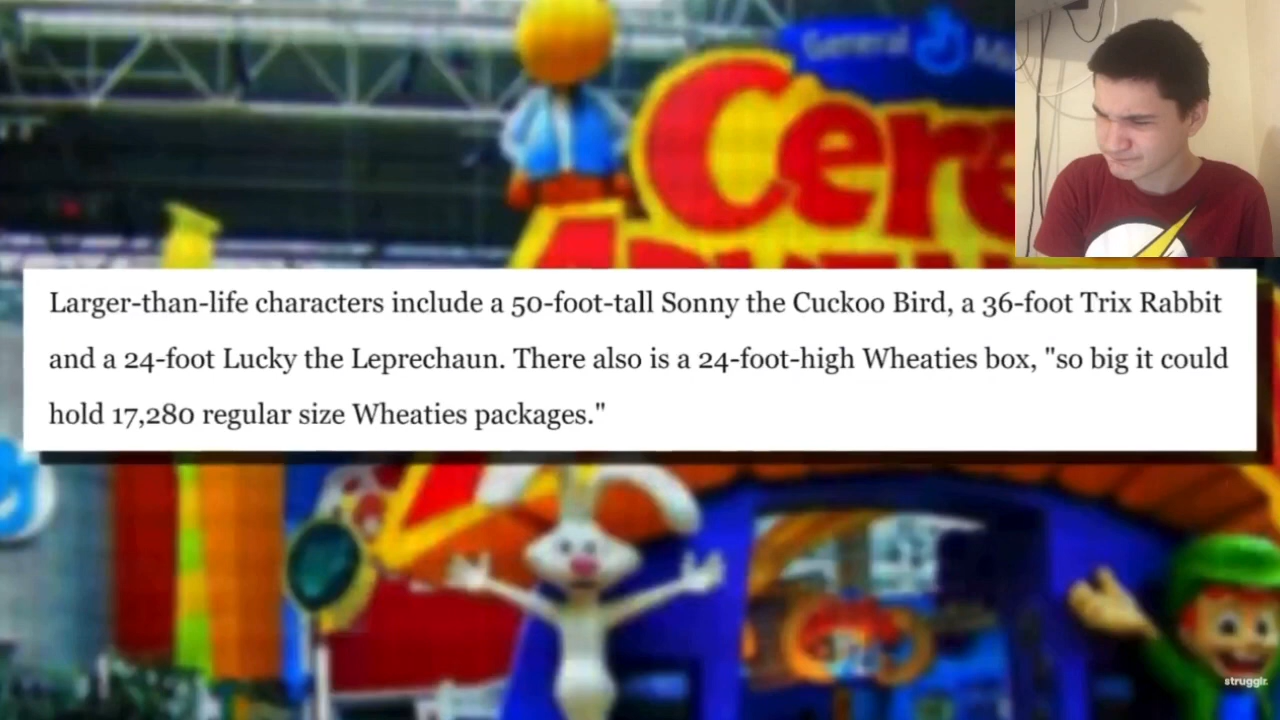 General
Cere
Larger-than-life characters include a 50-foot-tall Sonny the Cuckoo Bird, a 36-foot Trix Rabbit
and a 24-foot Lucky the Leprechaun. There also is a 24-foot-high Wheaties box, "so big it could
hold 17,280 regular size Wheaties packages."
strugglr.